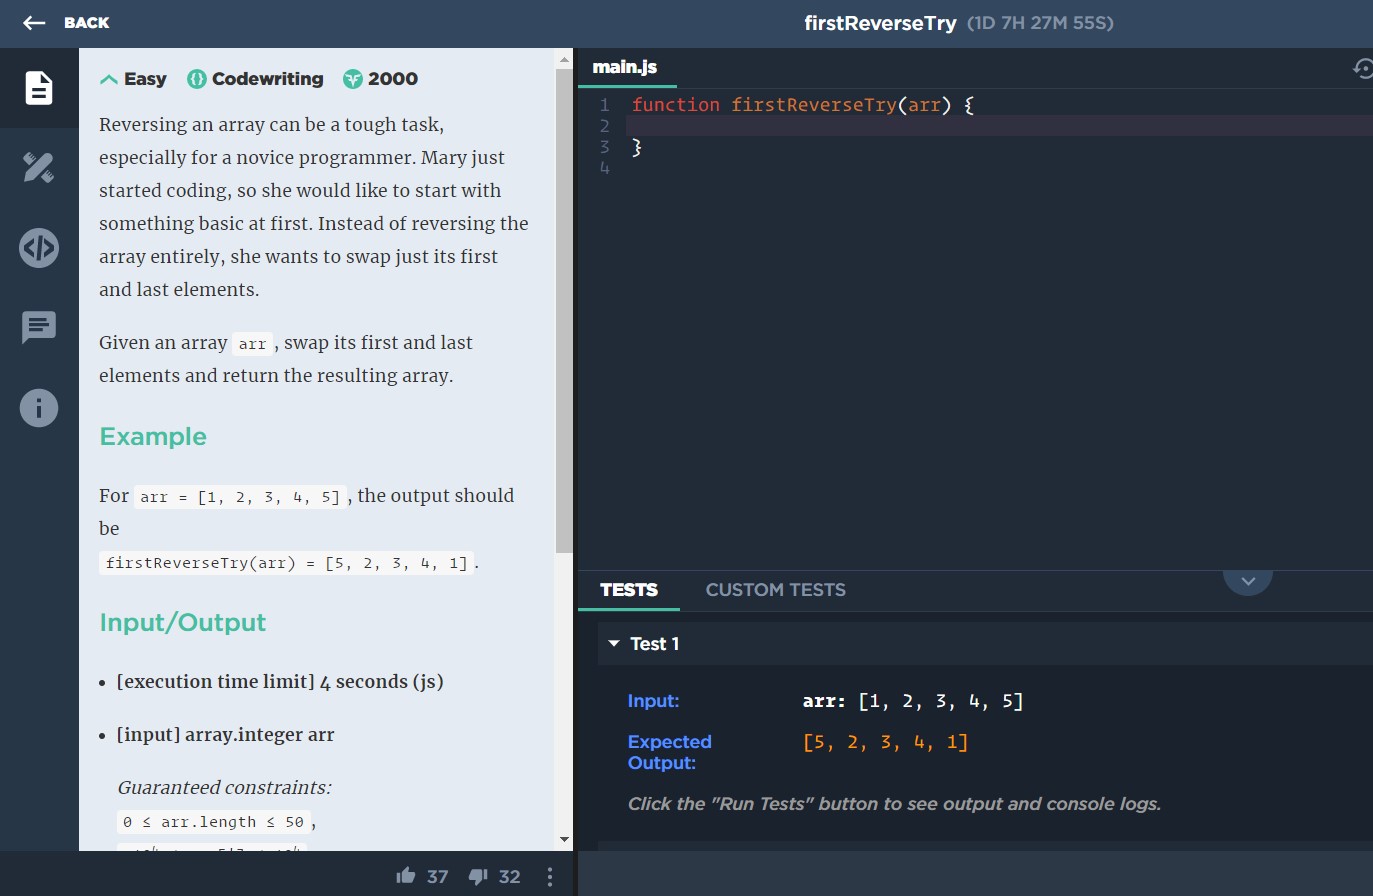 BACK
firstReverseTry (1D 7H 27M 55S)
Easy Codewriting 2000
Reversing an array can be a tough task,
especially for a novice programmer. Mary just
started coding, so she would like to start with
something basic at first. Instead of reversing the
array entirely, she wants to swap just its first
and last elements.
Given an array arr , swap its first and last
elements and return the resulting array.
Example
For arr = [1, 2, 3, 4, 5] , the output should
be
firstReverseTry(arr) = [5, 2, 3, 4, 1] .
Input/Output
• [execution time limit] 4 seconds (js)
• [input] array.integer arr
Guaranteed constraints:
0 ≤ arr.length ≤ 50 ,
37 32
main.js
1 function firstReverseTry(arr) {
2
3 }
4
TESTS CUSTOM TESTS
Test 1
Input: arr: [1, 2, 3, 4, 5]
Expected [5, 2, 3, 4, 1]
Output:
Click the "Run Tests" button to see output and console logs.